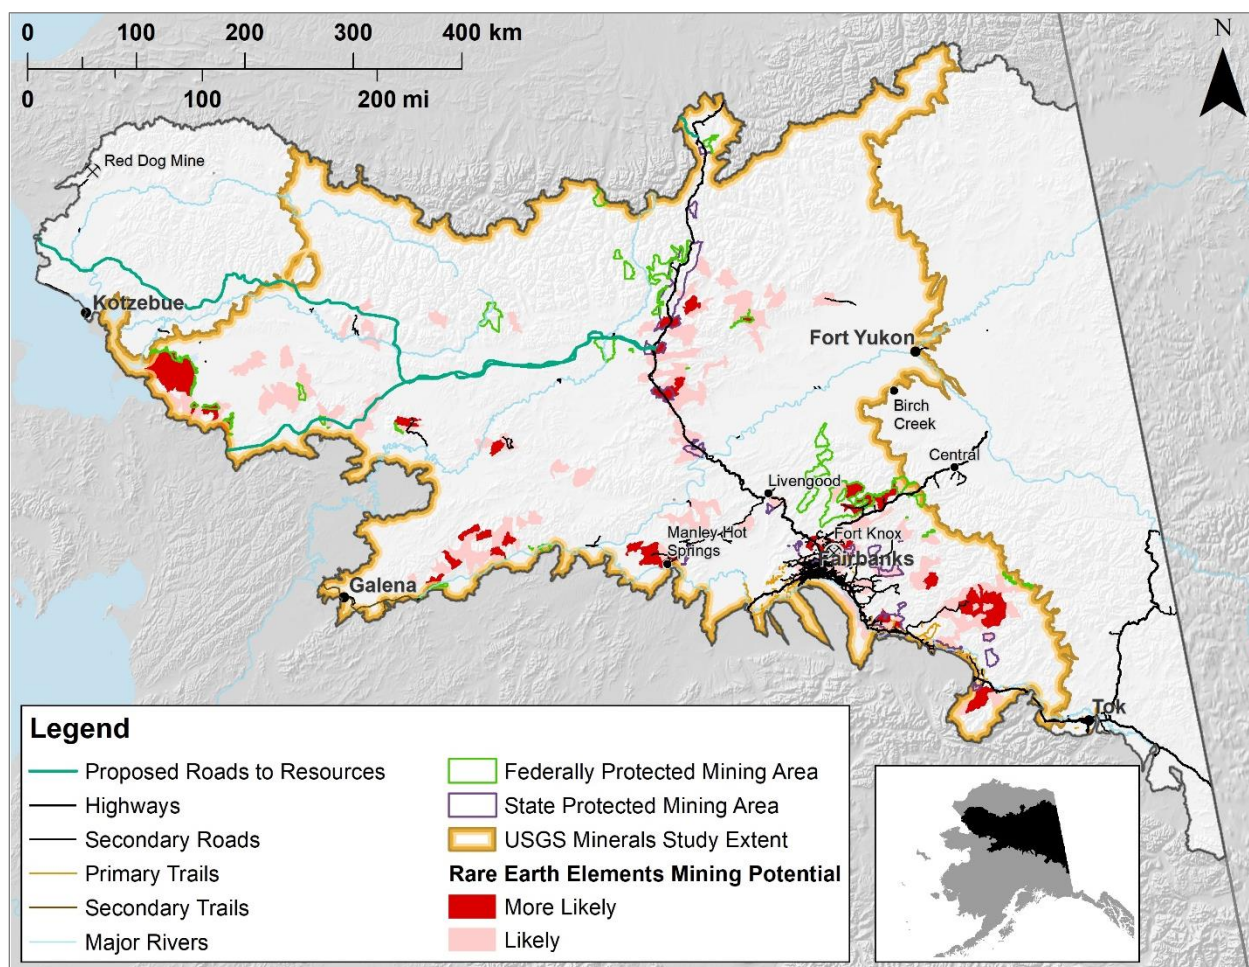 0 100 200 300 400 km
0 100 200 mi
N
Red Dog Mine
Kotzebue
Fort Yukon
Birch
Creek
Central
Livengood
Manley Hot
Springs
Fort Knox
Fairbanks
Galena
Tok
Legend
Proposed Roads to Resources
Highways
Secondary Roads
Primary Trails
Secondary Trails
Major Rivers
Federally Protected Mining Area
State Protected Mining Area
USGS Minerals Study Extent
Rare Earth Elements Mining Potential
More Likely
Likely